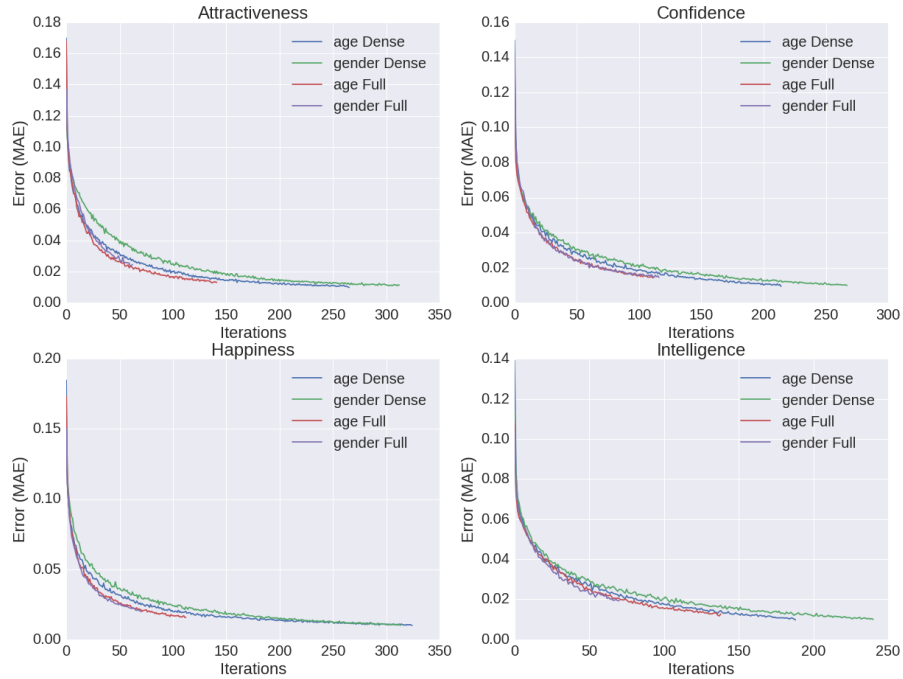 Attractiveness
0.18
0.16
0.14
0.12
0.10
0.08
0.06
0.04
0.02
0.00
Error (MAE)
age Dense
gender Dense
age Full
gender Full
0 50 100 150 200 250 300 350
Iterations
Confidence
0.16
0.14
0.12
0.10
0.08
0.06
0.04
0.02
0.00
Error (MAE)
age Dense
gender Dense
age Full
gender Full
0 50 100 150 200 250 300
Iterations
Happiness
0.20
0.15
0.10
0.05
0.00
Error (MAE)
age Dense
gender Dense
age Full
gender Full
0 50 100 150 200 250 300 350
Iterations
Intelligence
0.14
0.12
0.10
0.08
0.06
0.04
0.02
0.00
Error (MAE)
age Dense
gender Dense
age Full
gender Full
0 50 100 150 200 250
Iterations